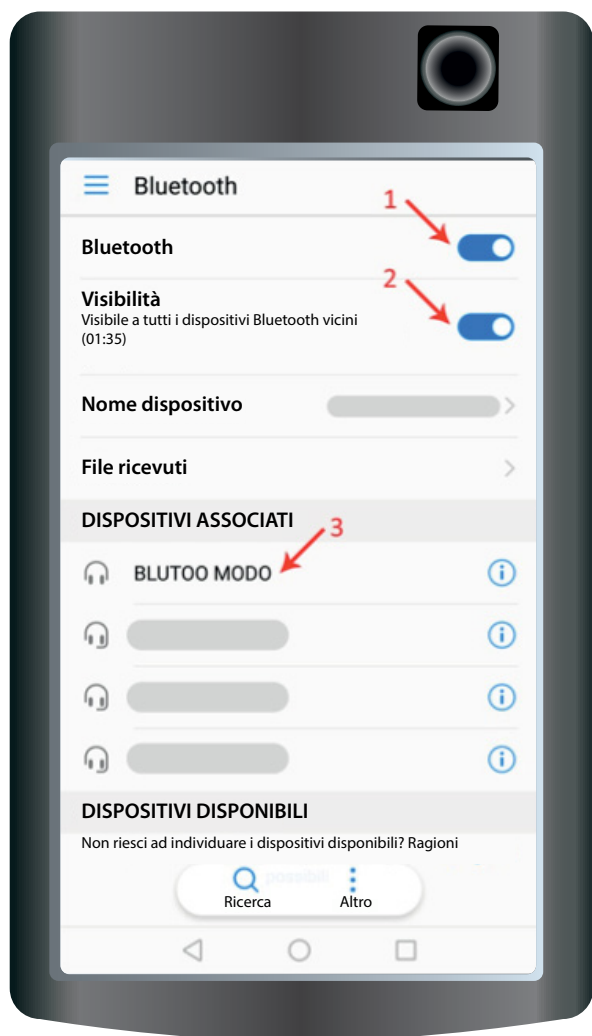 Bluetooth
1
Bluetooth
2
Visibilità
Visibile a tutti i dispositivi Bluetooth vicini
(01:35)
Nome dispositivo
File ricevuti
DISPOSITIVI ASSOCIATI
3
BLUTOO MODO
DISPOSITIVI DISPONIBILI
Non riesci ad individuare i dispositivi disponibili? Ragioni
possibili
Ricerca
Altro